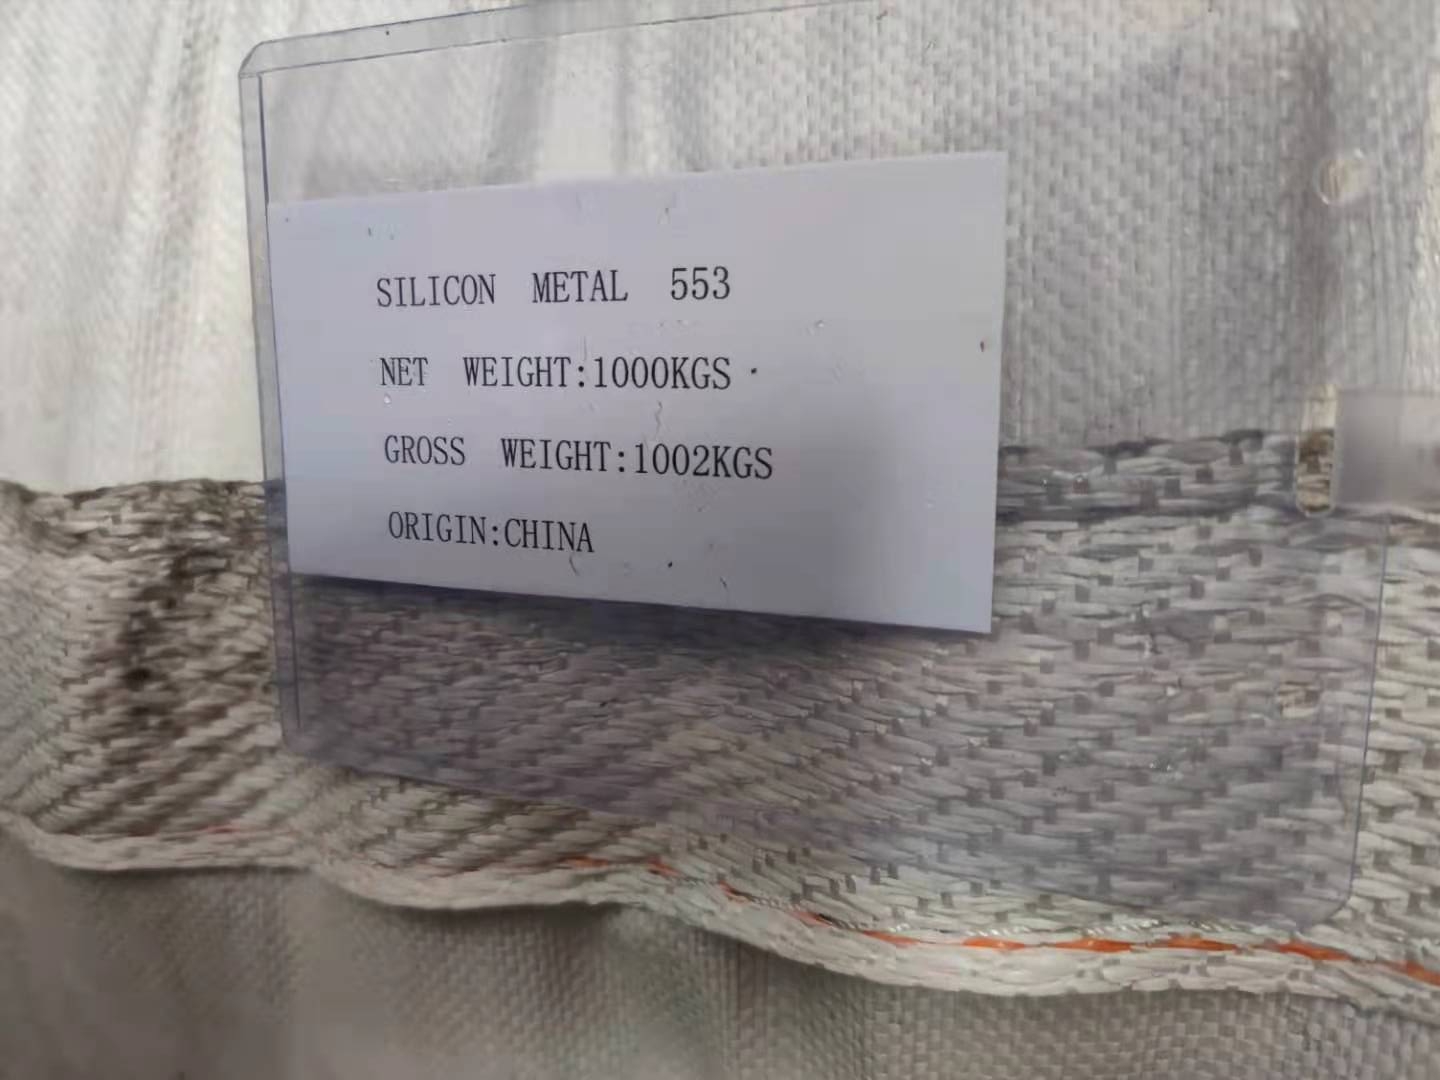 SILICON METAL 553
NET WEIGHT:1000KGS
GROSS WEIGHT:1002KGS
ORIGIN:CHINA